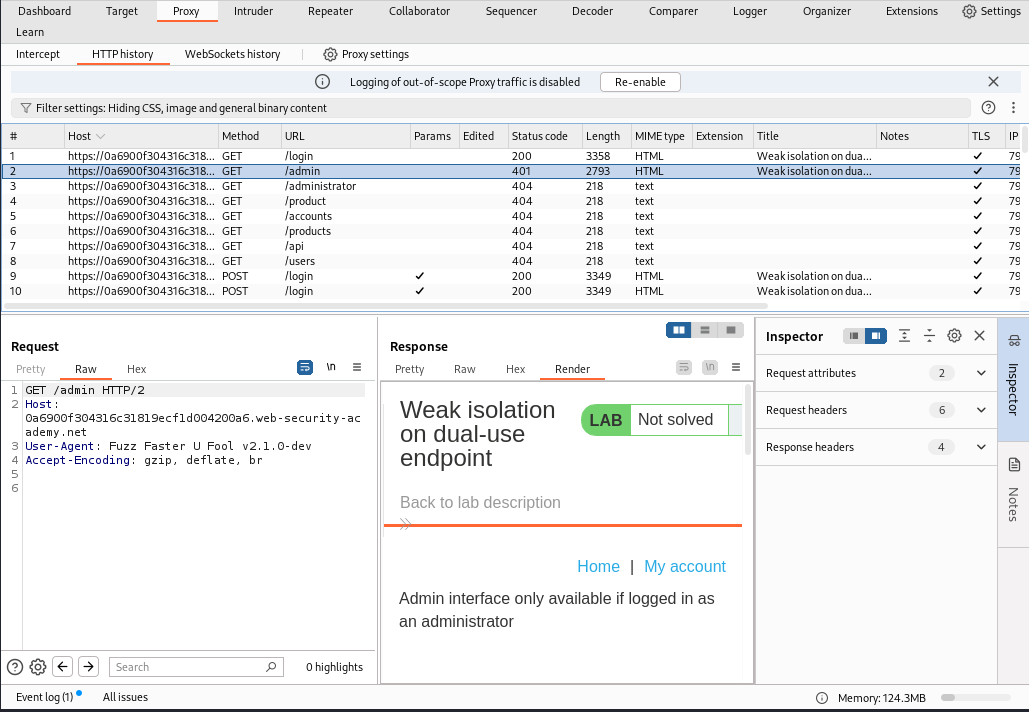 Dashboard Target Proxy Intruder Repeater Collaborator Sequencer Decoder Comparer Logger Organizer Extensions Settings
Learn
Intercept HTTP history WebSockets history Proxy settings
Logging of out-of-scope Proxy traffic is disabled Re-enable
Filter settings: Hiding CSS, image and general binary content
# Host Method URL Params Edited Status code Length MIME type Extension Title Notes TLS IP
1 https://0a6900f304316c318... GET /login 200 3358 HTML Weak isolation on dua... ✓ 79
2 https://0a6900f304316c318... GET /admin 401 2793 HTML Weak isolation on dua... ✓ 79
3 https://0a6900f304316c318... GET /administrator 404 218 text ✓ 79
4 https://0a6900f304316c318... GET /product 404 218 text ✓ 79
5 https://0a6900f304316c318... GET /accounts 404 218 text ✓ 79
6 https://0a6900f304316c318... GET /products 404 218 text ✓ 79
7 https://0a6900f304316c318... GET /api 404 218 text ✓ 79
8 https://0a6900f304316c318... GET /users 404 218 text ✓ 79
9 https://0a6900f304316c318... POST /login ✓ 200 3349 HTML Weak isolation on dua... ✓ 79
10 https://0a6900f304316c318... POST /login ✓ 200 3349 HTML Weak isolation on dua... ✓ 79
Request
Pretty Raw Hex \n
1 GET /admin HTTP/2
2 Host:
0a6900f304316c31819ecf1d004200a6.web-security-ac
ademy.net
3 User-Agent: Fuzz Faster U Fool v2.1.0-dev
4 Accept-Encoding: gzip, deflate, br
5
6
Search 0 highlights
Response
Pretty Raw Hex Render \n
Weak isolation
on dual-use
endpoint
LAB Not solved
Back to lab description
Home | My account
Admin interface only available if logged in as
an administrator
Inspector
Request attributes 2
Request headers 6
Response headers 4
Inspector
Notes
Event log (1) All issues Memory: 124.3MB